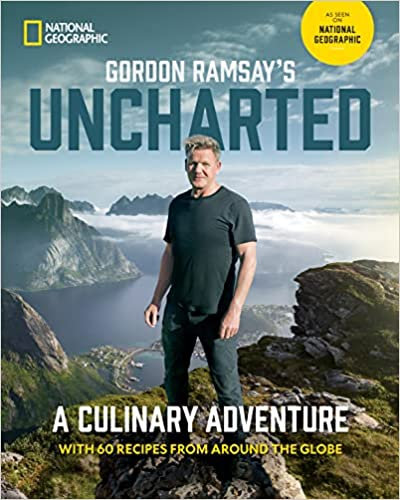 NATIONAL
GEOGRAPHIC
AS SEEN
ON
NATIONAL
GEOGRAPHIC
GORDON RAMSAY'S
UNCHARTED
A CULINARY ADVENTURE
WITH 60 RECIPES FROM AROUND THE GLOBE